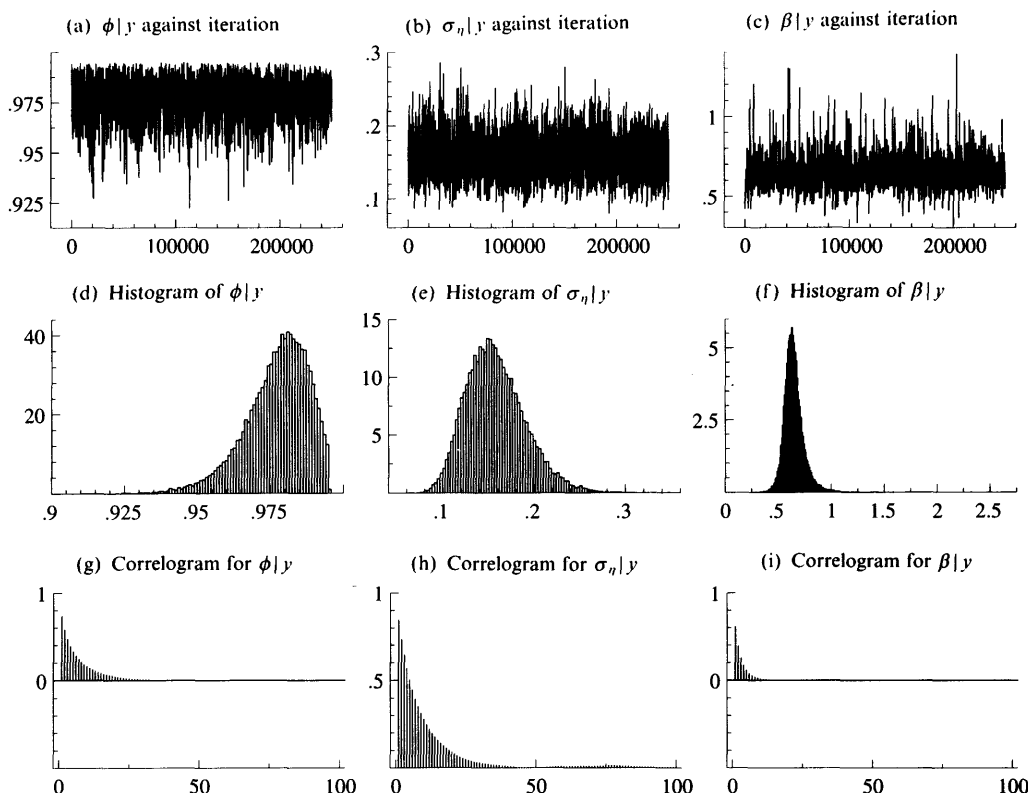 (a) ϕ|y against iteration
(b) σ_η|y against iteration
(c) β|y against iteration
.975
.95
.925
0 100000 200000
.3
.2
.1
0 100000 200000
1
.5
0 100000 200000
(d) Histogram of ϕ|y
(e) Histogram of σ_η|y
(f) Histogram of β|y
40
20
.9 .925 .95 .975
15
10
5
.1 .2 .3
5
2.5
0 .5 1 1.5 2 2.5
(g) Correlogram for ϕ|y
(h) Correlogram for σ_η|y
(i) Correlogram for β|y
1
0
0 50 100
1
.5
0 50 100
1
0
0 50 100